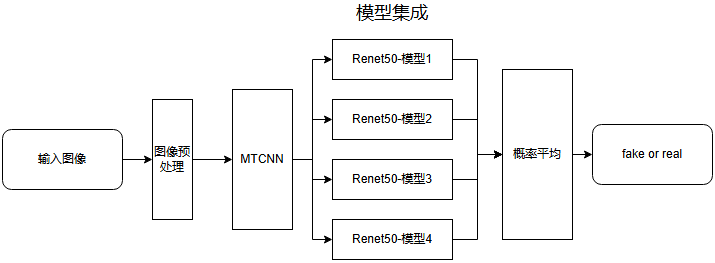 模型集成
输入图像
图像预
处理
MTCNN
Renet50-模型1
Renet50-模型2
Renet50-模型3
Renet50-模型4
概率平均
fake or real